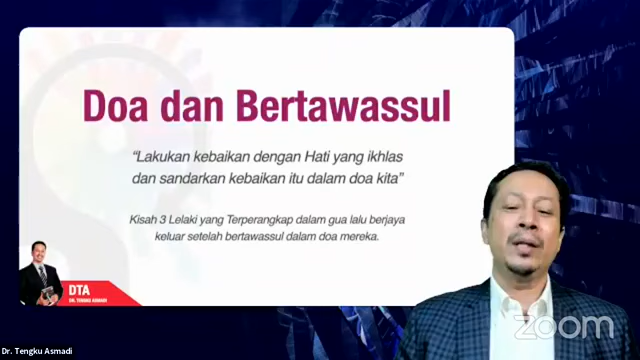 Doa dan Bertawassul
“Lakukan kebaikan dengan Hati yang ikhlas
dan sandarkan kebaikan itu dalam doa kita”
Kisah 3 Lelaki yang Terperangkap dalam gua lalu berjaya
keluar setelah bertawassul dalam doa mereka.
DTA
DR. TENGKU ASMADI
zoom
Dr. Tengku Asmadi